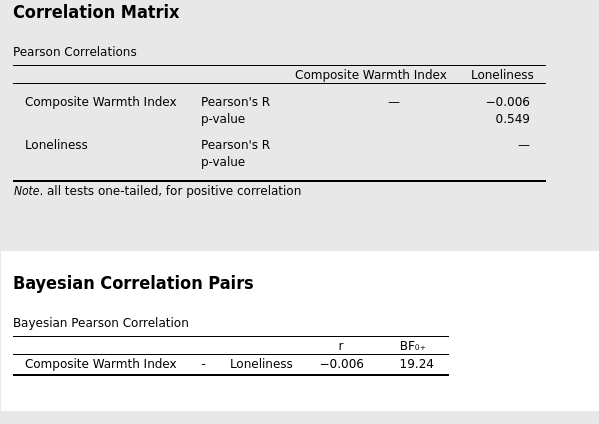 Correlation Matrix
Pearson Correlations
Composite Warmth Index Loneliness
Composite Warmth Index Pearson's R — −0.006
p-value 0.549
Loneliness Pearson's R —
p-value
Note. all tests one-tailed, for positive correlation
Bayesian Correlation Pairs
Bayesian Pearson Correlation
r BF₀₊
Composite Warmth Index - Loneliness −0.006 19.24